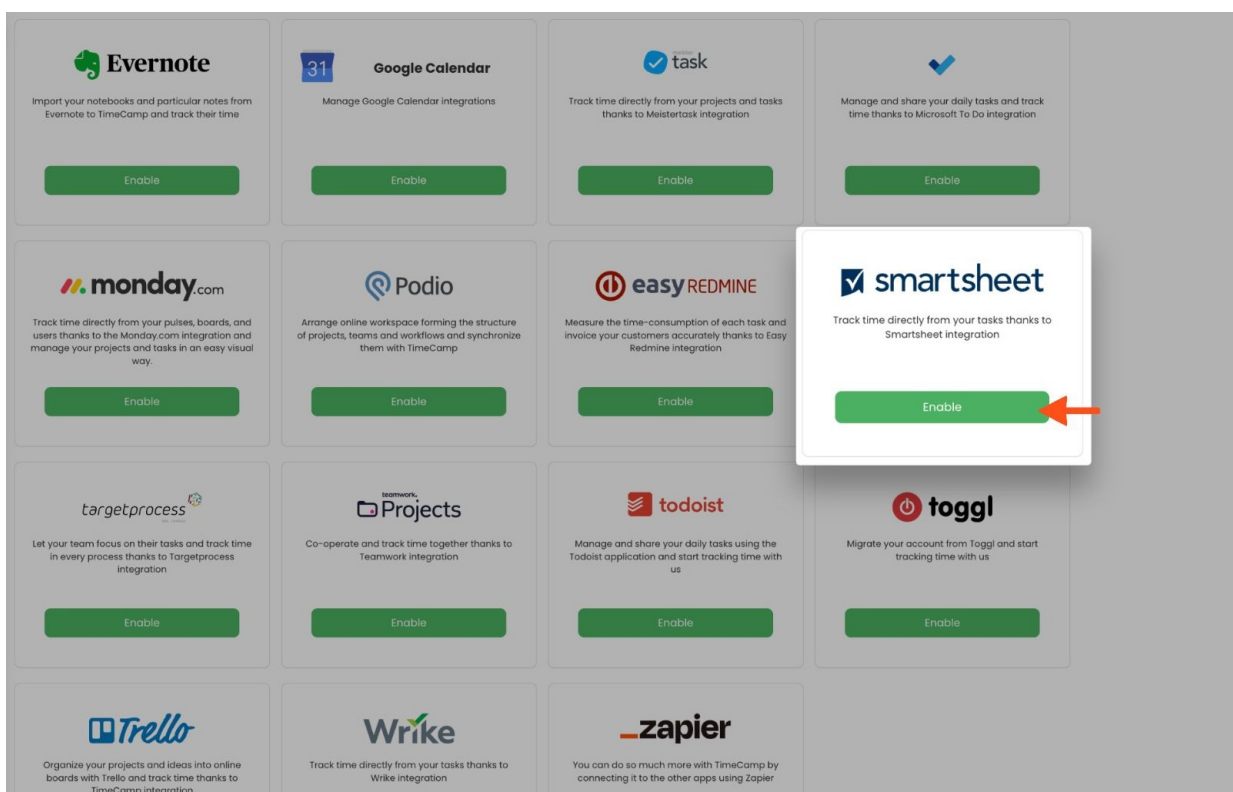 Evernote
Import your notebooks and particular notes from
Evernote to TimeCamp and track their time
Enable
31
Google Calendar
Manage Google Calendar integrations
Enable
meister
task
Track time directly from your projects and tasks
thanks to Meistertask integration
Enable
Manage and share your daily tasks and track
time thanks to Microsoft To Do integration
Enable
monday.com
Track time directly from your pulses, boards, and
users thanks to the Monday.com integration and
manage your projects and tasks in an easy visual
way.
Enable
Podio
Arrange online workspace forming the structure
of projects, teams and workflows and synchronize
them with TimeCamp
Enable
easy REDMINE
Measure the time-consumption of each task and
invoice your customers accurately thanks to Easy
Redmine integration
Enable
smartsheet
Track time directly from your tasks thanks to
Smartsheet integration
Enable
targetprocess
Let your team focus on their tasks and track time
in every process thanks to Targetprocess
integration
Enable
teamwork.
Projects
Co-operate and track time together thanks to
Teamwork integration
Enable
todoist
Manage and share your daily tasks using the
Todoist application and start tracking time with
us
Enable
toggl
Migrate your account from Toggl and start
tracking time with us
Enable
Trello
Organize your projects and ideas into online
boards with Trello and track time thanks to
TimeCamp integration
Wrike
Track time directly from your tasks thanks to
Wrike integration
_zapier
You can do so much more with TimeCamp by
connecting it to the other apps using Zapier